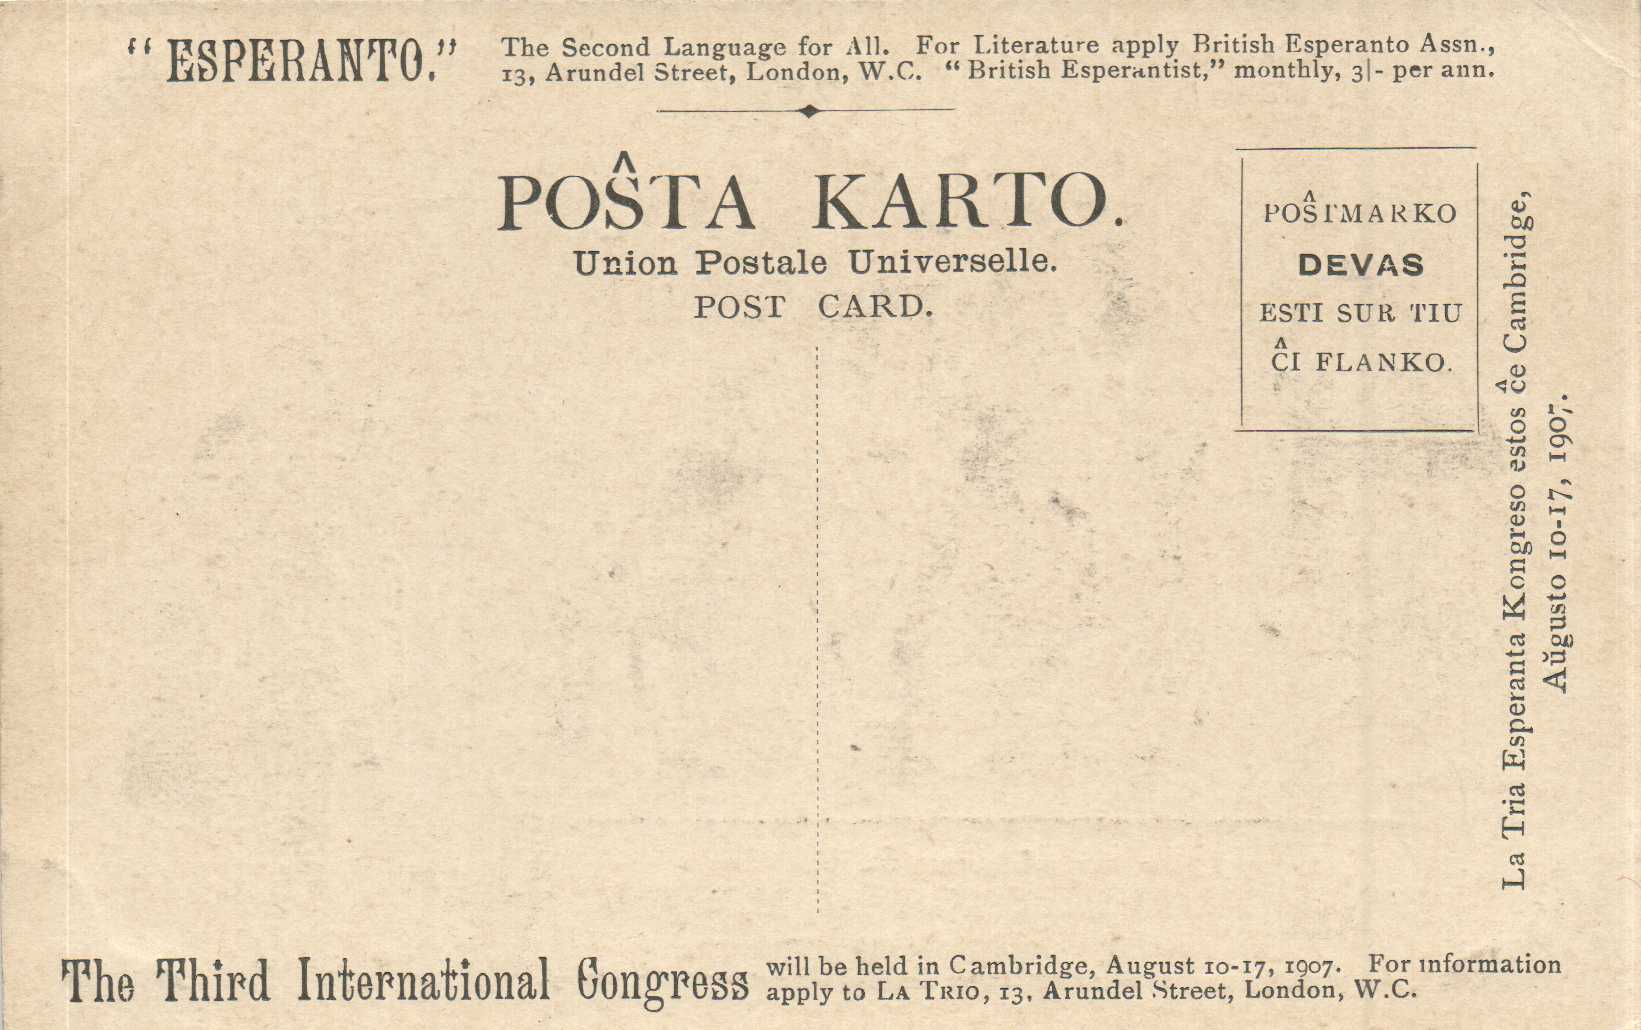 “ESPERANTO.”
The Second Language for All. For Literature apply British Esperanto Assn.,
13, Arundel Street, London, W.C. “British Esperantist,” monthly, 3|- per ann.
POŜTA KARTO.
Union Postale Universelle.
POST CARD.
POŜTMARKO
DEVAS
ESTI SUR TIU
ĈI FLANKO.
La Tria Esperanta Kongreso estos ĉe Cambridge,
Aŭgusto 10-17, 1907.
The Third International Congress
will be held in Cambridge, August 10-17, 1907. For information
apply to LA TRIO, 13, Arundel Street, London, W.C.